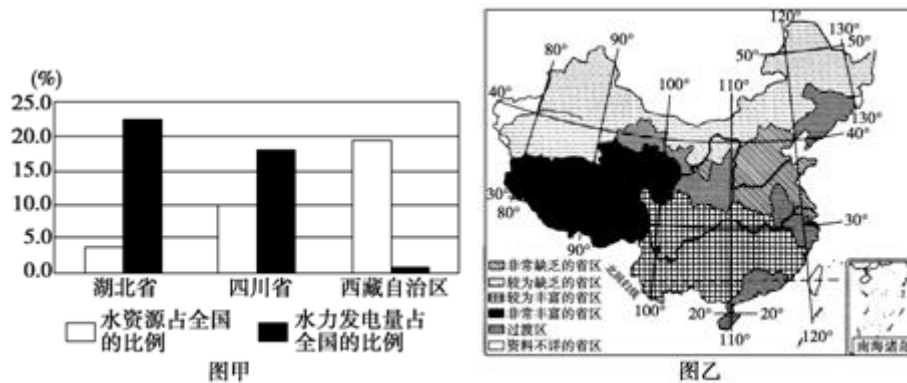 (%)
25.0
20.0
15.0
10.0
5.0
0.0
湖北省 四川省 西藏自治区
水资源占全国的比例
水力发电量占全国的比例
图甲
80°
90°
100°
110°
120°
130°
50°
50°
40°
130°
40°
30°
80°
90°
30°
北回归线
100°
20°
20°
110°
120°
非常缺乏的省区
较为缺乏的省区
较为丰富的省区
非常丰富的省区
过渡区
资料不详的省区
南海诸岛
图乙